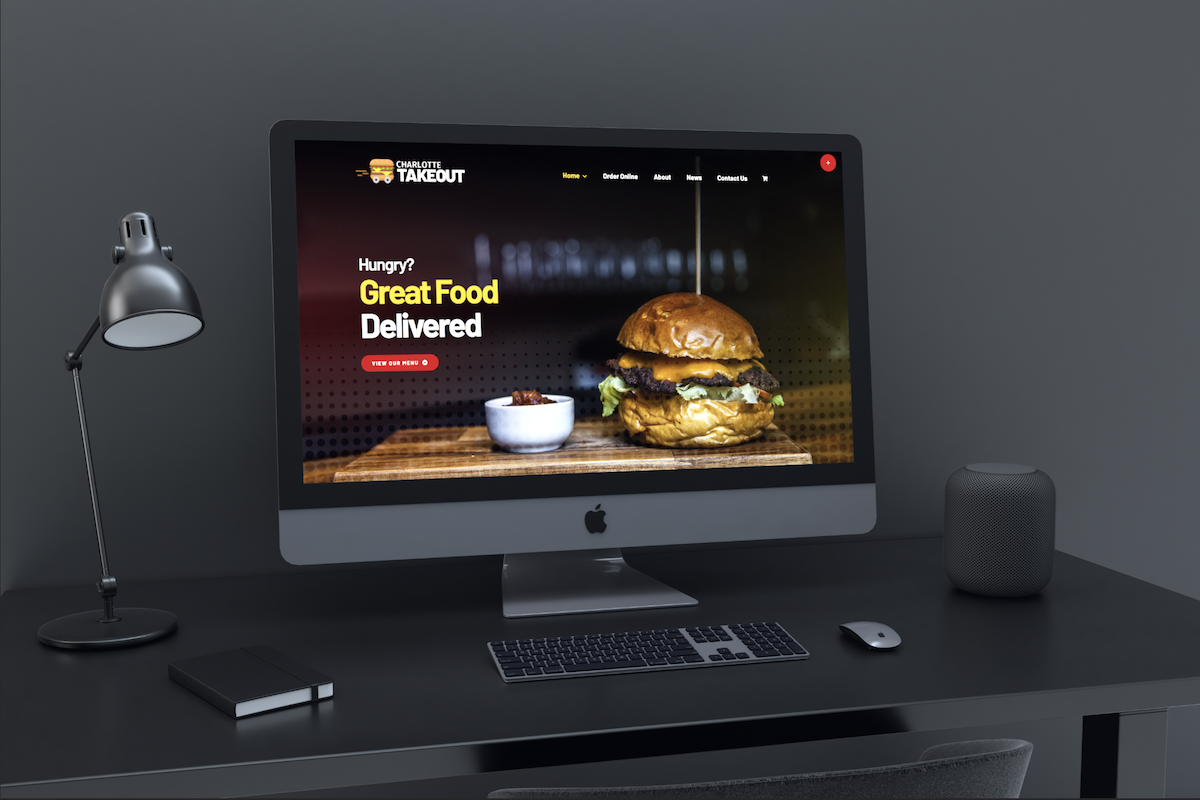 CHARLOTTE
TAKEOUT
Home Order Online About News Contact Us
Hungry?
Great Food
Delivered
VIEW OUR MENU